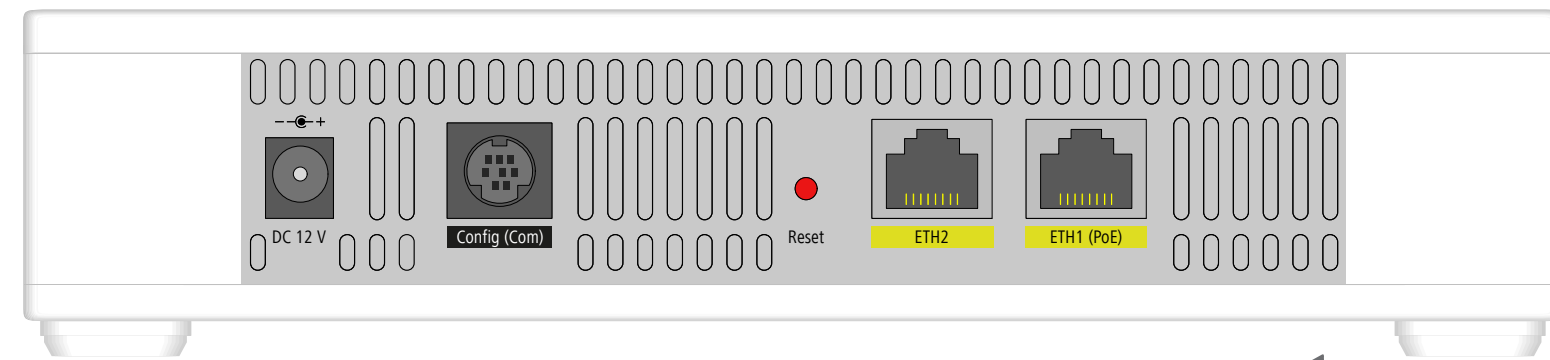 DC 12 V
Config (Com)
Reset
ETH2
ETH1 (PoE)